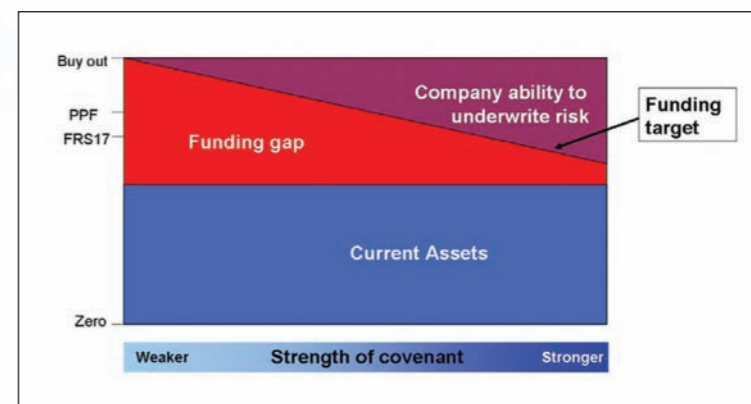 Buy out
PPF
FRS17
Zero
Company ability to
underwrite risk
Funding
target
Funding gap
Current Assets
Weaker
Strength of covenant
Stronger